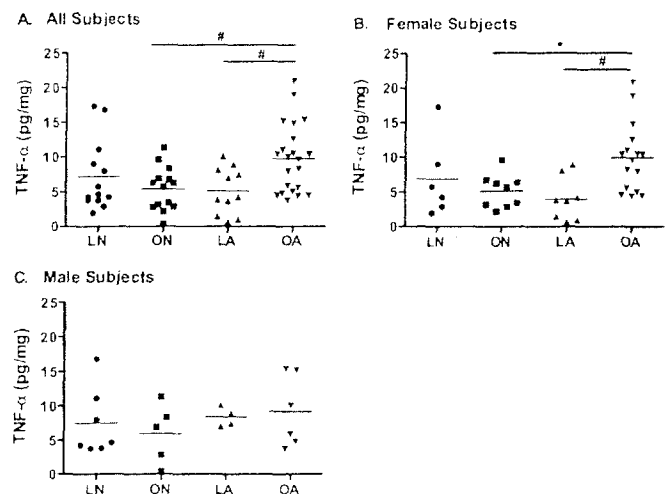 A. All Subjects
#
#
TNF-α (pg/mg)
25
20
15
10
5
0
LN ON LA OA
B. Female Subjects
*
#
TNF-α (pg/mg)
25
20
15
10
5
0
LN ON LA OA
C. Male Subjects
TNF-α (pg/mg)
25
20
15
10
5
0
LN ON LA OA